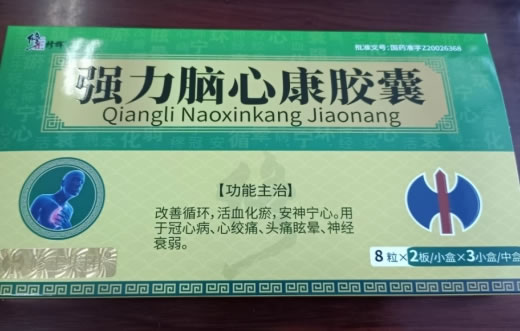 修 修辉
批准文号：国药准字Z20026368
强力脑心康胶囊
Qiangli Naoxinkang Jiaonang
【功能主治】
改善循环，活血化瘀，安神宁心。用
于冠心病、心绞痛、头痛眩晕、神经
衰弱。
8粒×2板/小盒×3小盒/中盒